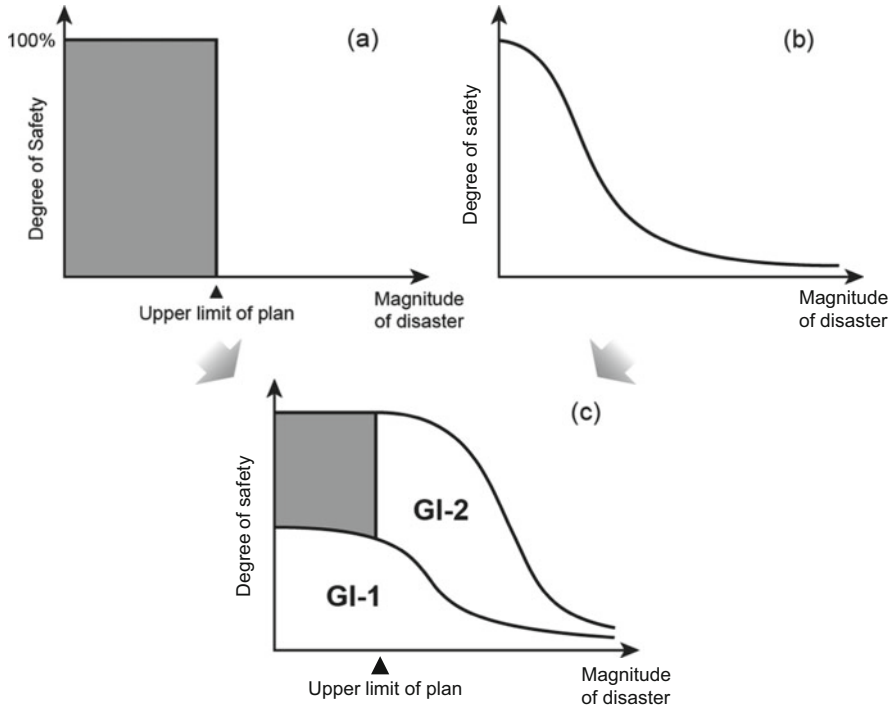 (a)
100%
Degree of Safety
Upper limit of plan
Magnitude
of disaster
(b)
Degree of safety
Magnitude
of disaster
(c)
Degree of safety
GI-2
GI-1
Upper limit of plan
Magnitude
of disaster